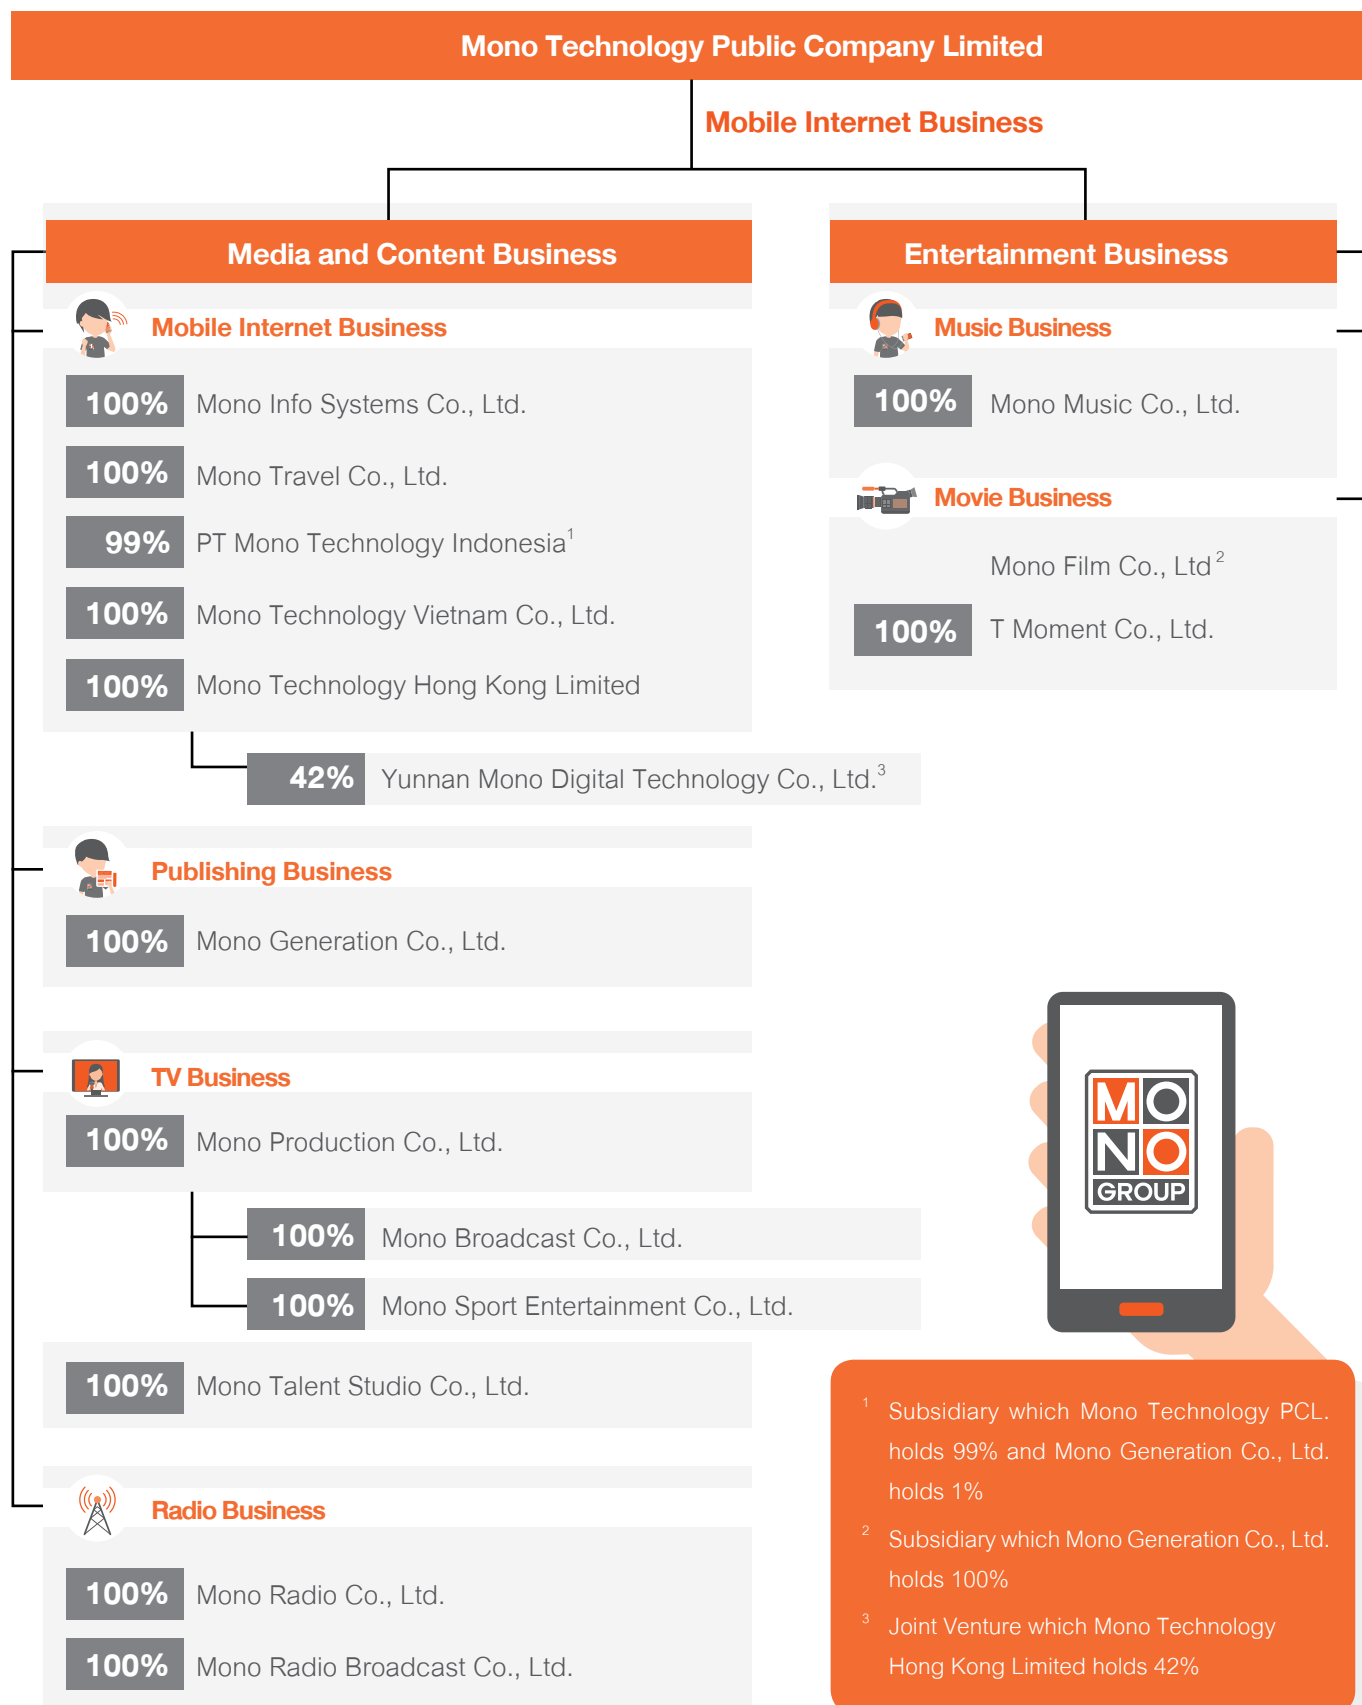 Mono Technology Public Company Limited
Mobile Internet Business
Media and Content Business
Mobile Internet Business
100% Mono Info Systems Co., Ltd.
100% Mono Travel Co., Ltd.
99% PT Mono Technology Indonesia¹
100% Mono Technology Vietnam Co., Ltd.
100% Mono Technology Hong Kong Limited
42% Yunnan Mono Digital Technology Co., Ltd.³
Publishing Business
100% Mono Generation Co., Ltd.
TV Business
100% Mono Production Co., Ltd.
100% Mono Broadcast Co., Ltd.
100% Mono Sport Entertainment Co., Ltd.
100% Mono Talent Studio Co., Ltd.
Radio Business
100% Mono Radio Co., Ltd.
100% Mono Radio Broadcast Co., Ltd.
Entertainment Business
Music Business
100% Mono Music Co., Ltd.
Movie Business
Mono Film Co., Ltd ²
100% T Moment Co., Ltd.
MO
NO
GROUP
¹ Subsidiary which Mono Technology PCL.
holds 99% and Mono Generation Co., Ltd.
holds 1%
² Subsidiary which Mono Generation Co., Ltd.
holds 100%
³ Joint Venture which Mono Technology
Hong Kong Limited holds 42%